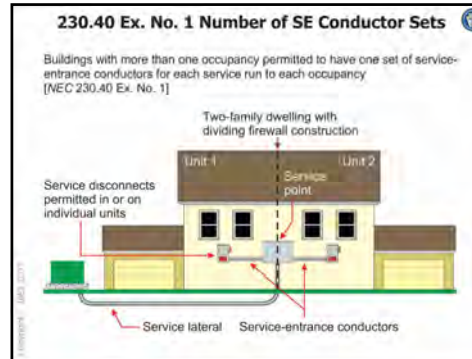 230.40 Ex. No. 1 Number of SE Conductor Sets
Buildings with more than one occupancy permitted to have one set of service-
entrance conductors for each service run to each occupancy
[NEC 230.40 Ex. No. 1]
Two-family dwelling with
dividing firewall construction
Unit 1
Unit 2
Service
point
Service disconnects
permitted in or on
individual units
Service lateral
Service-entrance conductors